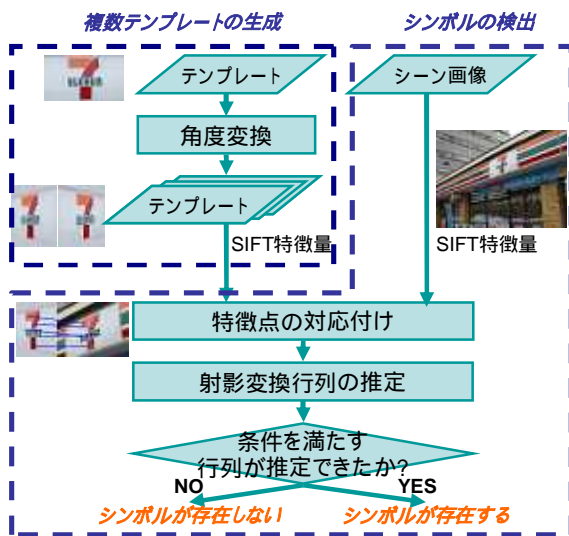 複数テンプレートの生成
シンボルの検出
テンプレート
シーン画像
角度変換
テンプレート
SIFT特徴量
SIFT特徴量
特徴点の対応付け
射影変換行列の推定
条件を満たす
行列が推定できたか?
NO
YES
シンボルが存在しない
シンボルが存在する